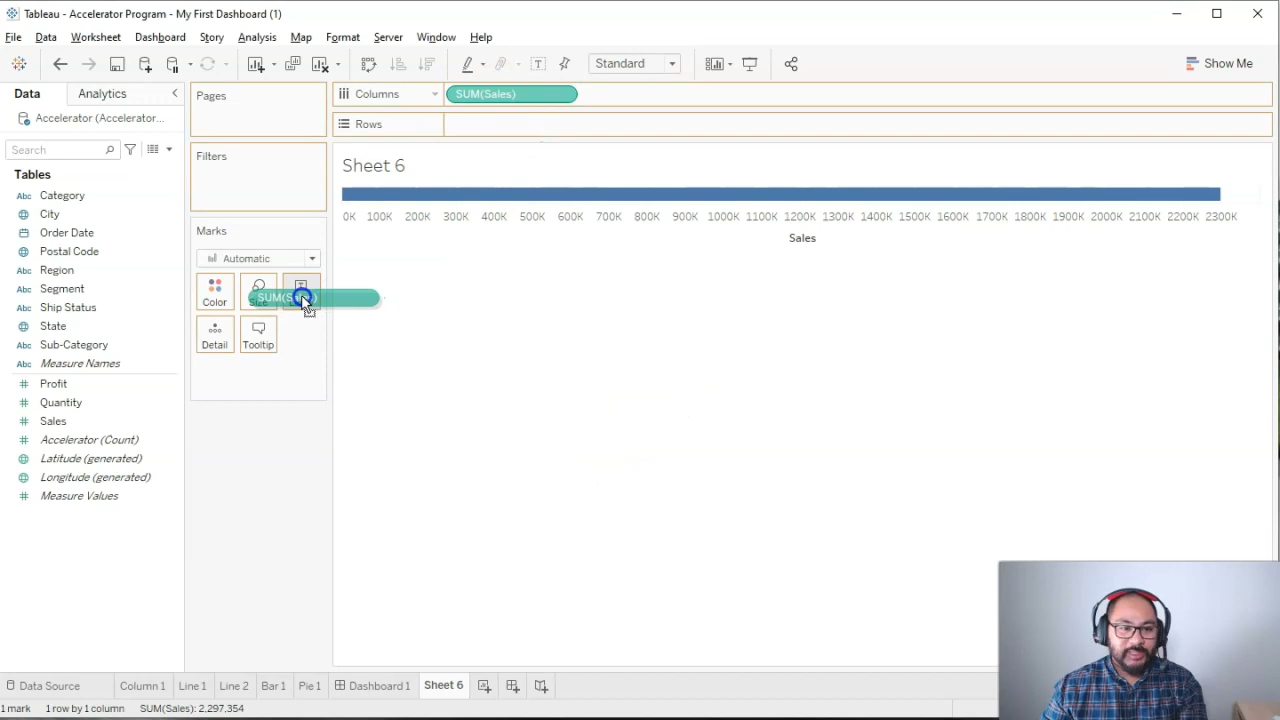 Tableau - Accelerator Program - My First Dashboard (1)
File Data Worksheet Dashboard Story Analysis Map Format Server Window Help
Standard
Show Me
Data Analytics
Pages
Columns
SUM(Sales)
Accelerator (Accelerator...
Rows
Search
Filters
Sheet 6
Tables
Category
City
Order Date
Postal Code
Region
Segment
Ship Status
State
Sub-Category
Measure Names
Profit
Quantity
Sales
Accelerator (Count)
Latitude (generated)
Longitude (generated)
Measure Values
Abc
Abc
Abc
Abc
Abc
Abc
Marks
Automatic
Color
Detail
Tooltip
0K 100K 200K 300K 400K 500K 600K 700K 800K 900K 1000K 1100K 1200K 1300K 1400K 1500K 1600K 1700K 1800K 1900K 2000K 2100K 2200K 2300K
Sales
Data Source Column 1 Line 1 Line 2 Bar 1 Pie 1 Dashboard 1 Sheet 6
1 mark 1 row by 1 column SUM(Sales): 2,297,354